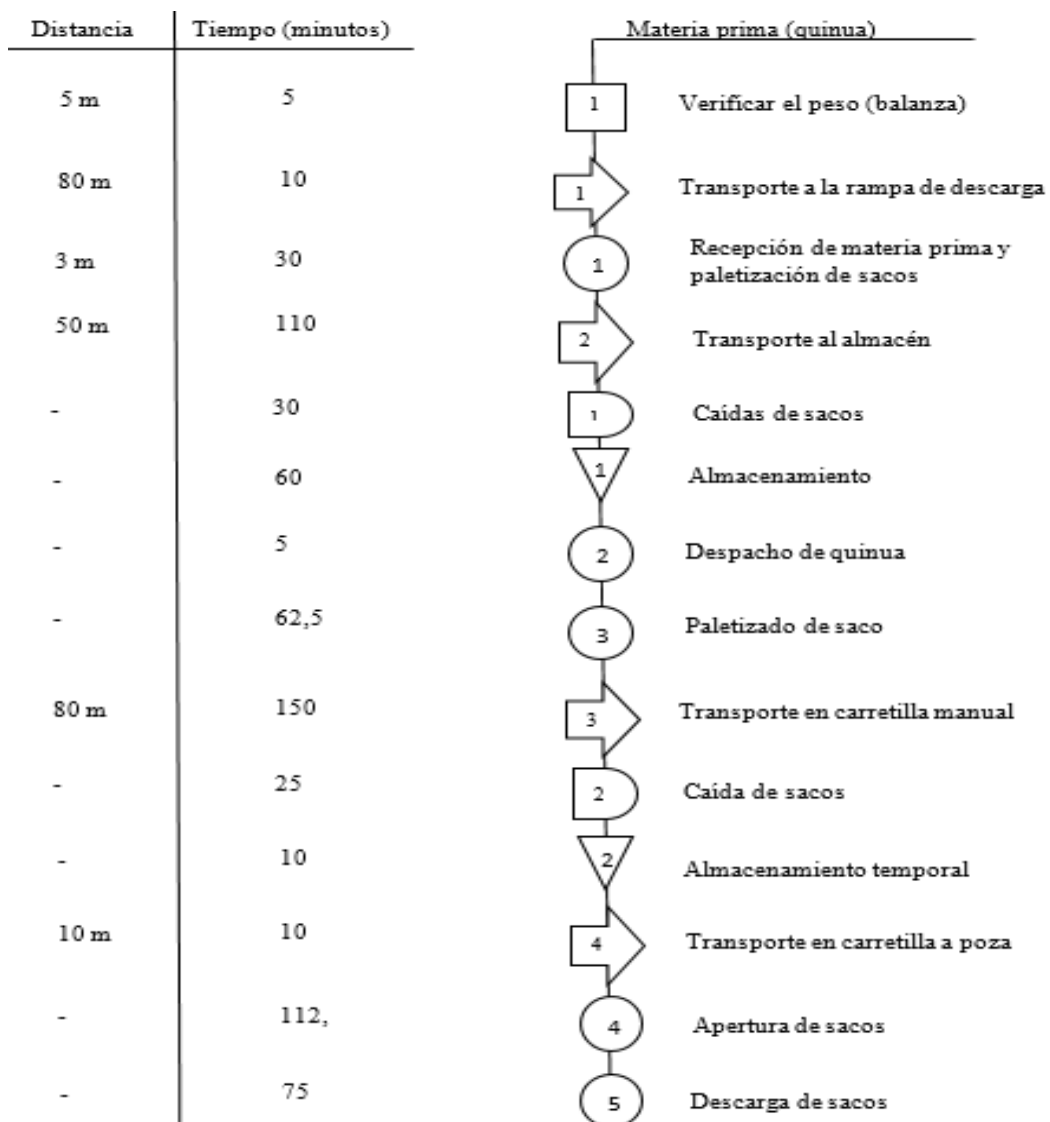 Distancia Tiempo (minutos) Materia prima (quinua)
5 m 5 1 Verificar el peso (balanza)
80 m 10 1 Transporte a la rampa de descarga
3 m 30 1 Recepción de materia prima y
paletización de sacos
50 m 110 2 Transporte al almacén
- 30 1 Caídas de sacos
- 60 1 Almacenamiento
- 5 2 Despacho de quinua
- 62,5 3 Paletizado de saco
80 m 150 3 Transporte en carretilla manual
- 25 2 Caída de sacos
- 10 2 Almacenamiento temporal
10 m 10 4 Transporte en carretilla a poza
- 112, 4 Apertura de sacos
- 75 5 Descarga de sacos